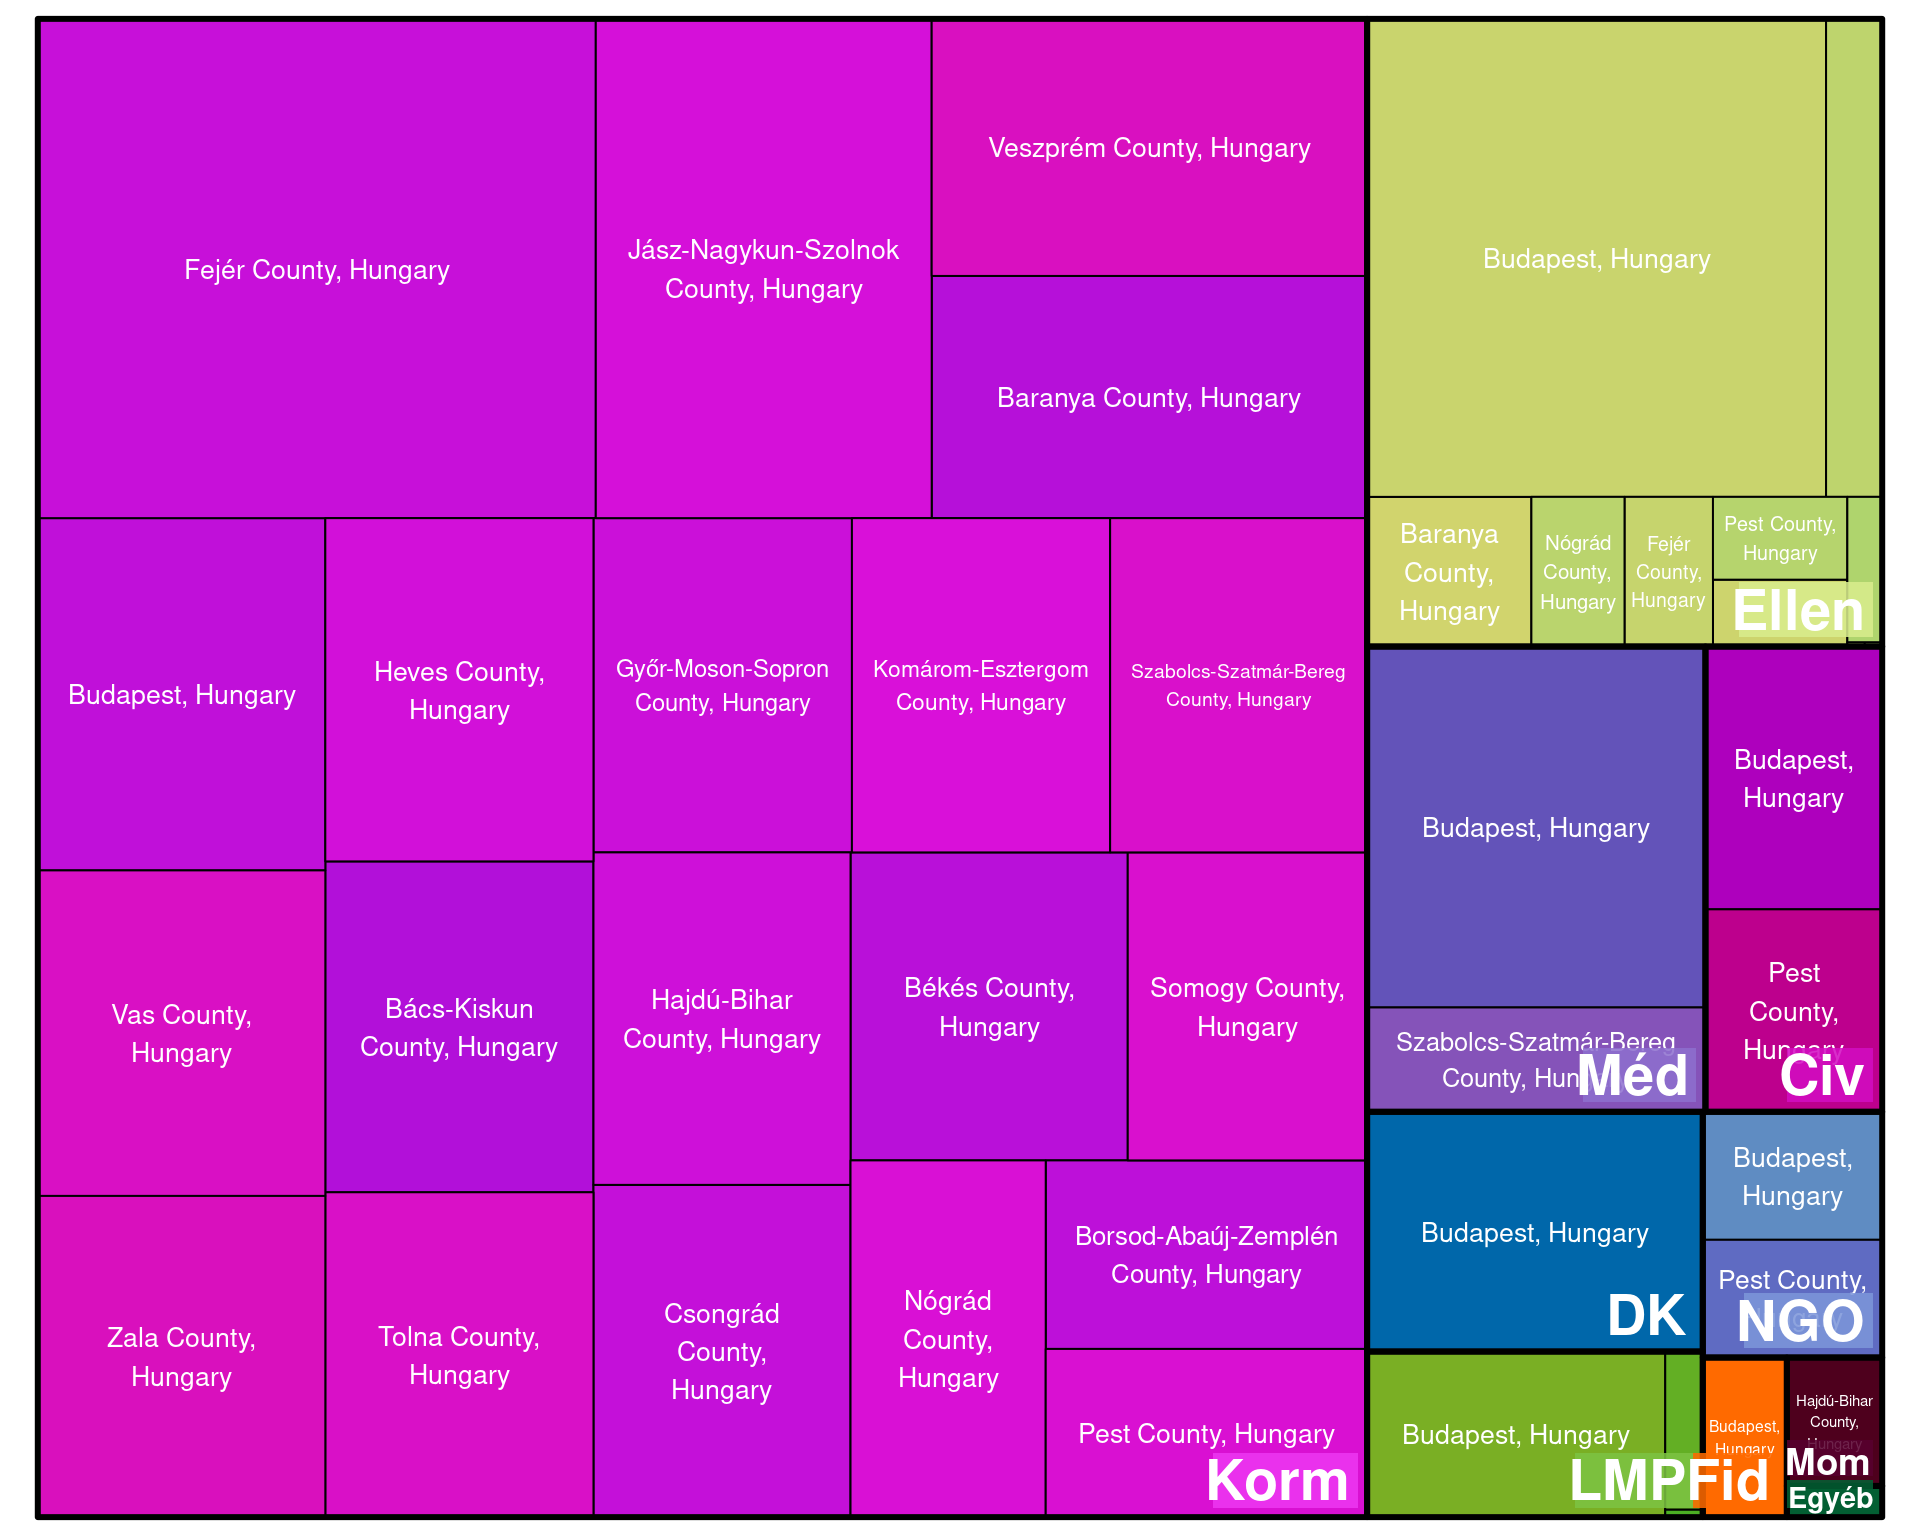 Fejér County, Hungary
Jász-Nagykun-Szolnok
County, Hungary
Veszprém County, Hungary
Baranya County, Hungary
Budapest, Hungary
Heves County,
Hungary
Győr-Moson-Sopron
County, Hungary
Komárom-Esztergom
County, Hungary
Szabolcs-Szatmár-Bereg
County, Hungary
Vas County,
Hungary
Bács-Kiskun
County, Hungary
Hajdú-Bihar
County, Hungary
Békés County,
Hungary
Somogy County,
Hungary
Zala County,
Hungary
Tolna County,
Hungary
Csongrád
County,
Hungary
Nógrád
County,
Hungary
Borsod-Abaúj-Zemplén
County, Hungary
Pest County, Hungary
Korm
Budapest, Hungary
Baranya
County,
Hungary
Nógrád
County,
Hungary
Fejér
County,
Hungary
Pest County,
Hungary
Ellen
Budapest, Hungary
Szabolcs-Szatmár-Bereg
County, Hun
Méd
Budapest,
Hungary
Pest
County,
Hungary
Civ
Budapest, Hungary
DK
Budapest,
Hungary
Pest County,
NGO
Budapest, Hungary
LMP
Budapest,
Hungary
Fid
Hajdú-Bihar
County,
Hungary
Mom
Egyéb